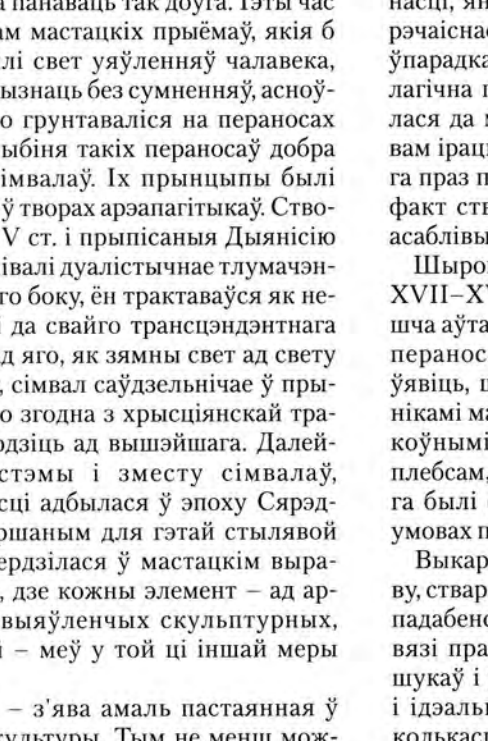 панаваць так доўга. Гэты час
ам мастацкіх прыёмаў, якія б
лі свет уяўленняў чалавека,
ызнаць без сумненняў, асноў-
о грунтаваліся на пераносах
ыбіня такіх пераносаў добра
імвалаў. Іх прынцыпы былі
ў творах арэапагітыкаў. Ство-
V ст. і прыпісаныя Дыянісію
івалі дуалістычнае тлумачэн-
го боку, ён трактаваўся як не-
і да свайго трансцэндэнтнага
д яго, як зямны свет ад свету
, сімвал саўдзельнічае ў пры-
о згодна з хрысціянскай тра-
одзіць ад вышэйшага. Далей-
стэмы і зместу сімвалаў,
сці адбылася ў эпоху Сярэд-
ршаным для гэтай стылявой
ердзілася ў мастацкім выра-
, дзе кожны элемент – ад ар-
выяўленчых скульптурных,
й – меў у той ці іншай меры
– з'ява амаль пастаянная ў
культуры. Тым не менш мож-
насці, ян
рэчаіснас
ўпарадка
лагічна п
лася да м
вам ірацы
га праз п
факт ств
асаблівы
Шырок
XVII–XV
шча аўта
перанос
ўявіць, ш
нікамі ма
коўнымі
плебсам,
га былі
умовах п
Выкар
ву, ствар
падабенс
вязі пра
шукаў і
і ідэальн
колькасц